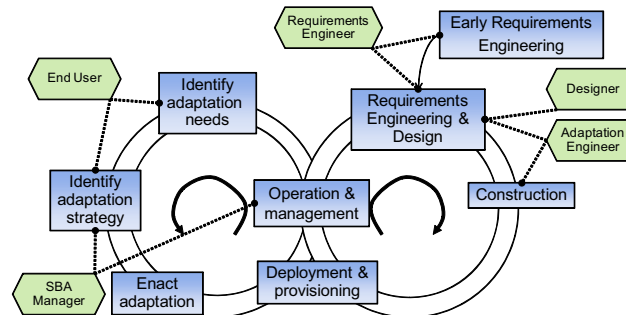 Requirements
Engineer
Early Requirements
Engineering
End User
Identify
adaptation
needs
Requirements
Engineering &
Design
Designer
Adaptation
Engineer
Identify
adaptation
strategy
Operation &
management
Construction
SBA
Manager
Enact
adaptation
Deployment &
provisioning